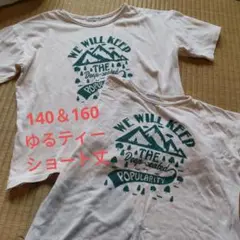 WE WILL KEEP
THE
POPULARITY
WE WILL KEEP
THE
POPULARITY
140&160
ゆるティー
ショート丈